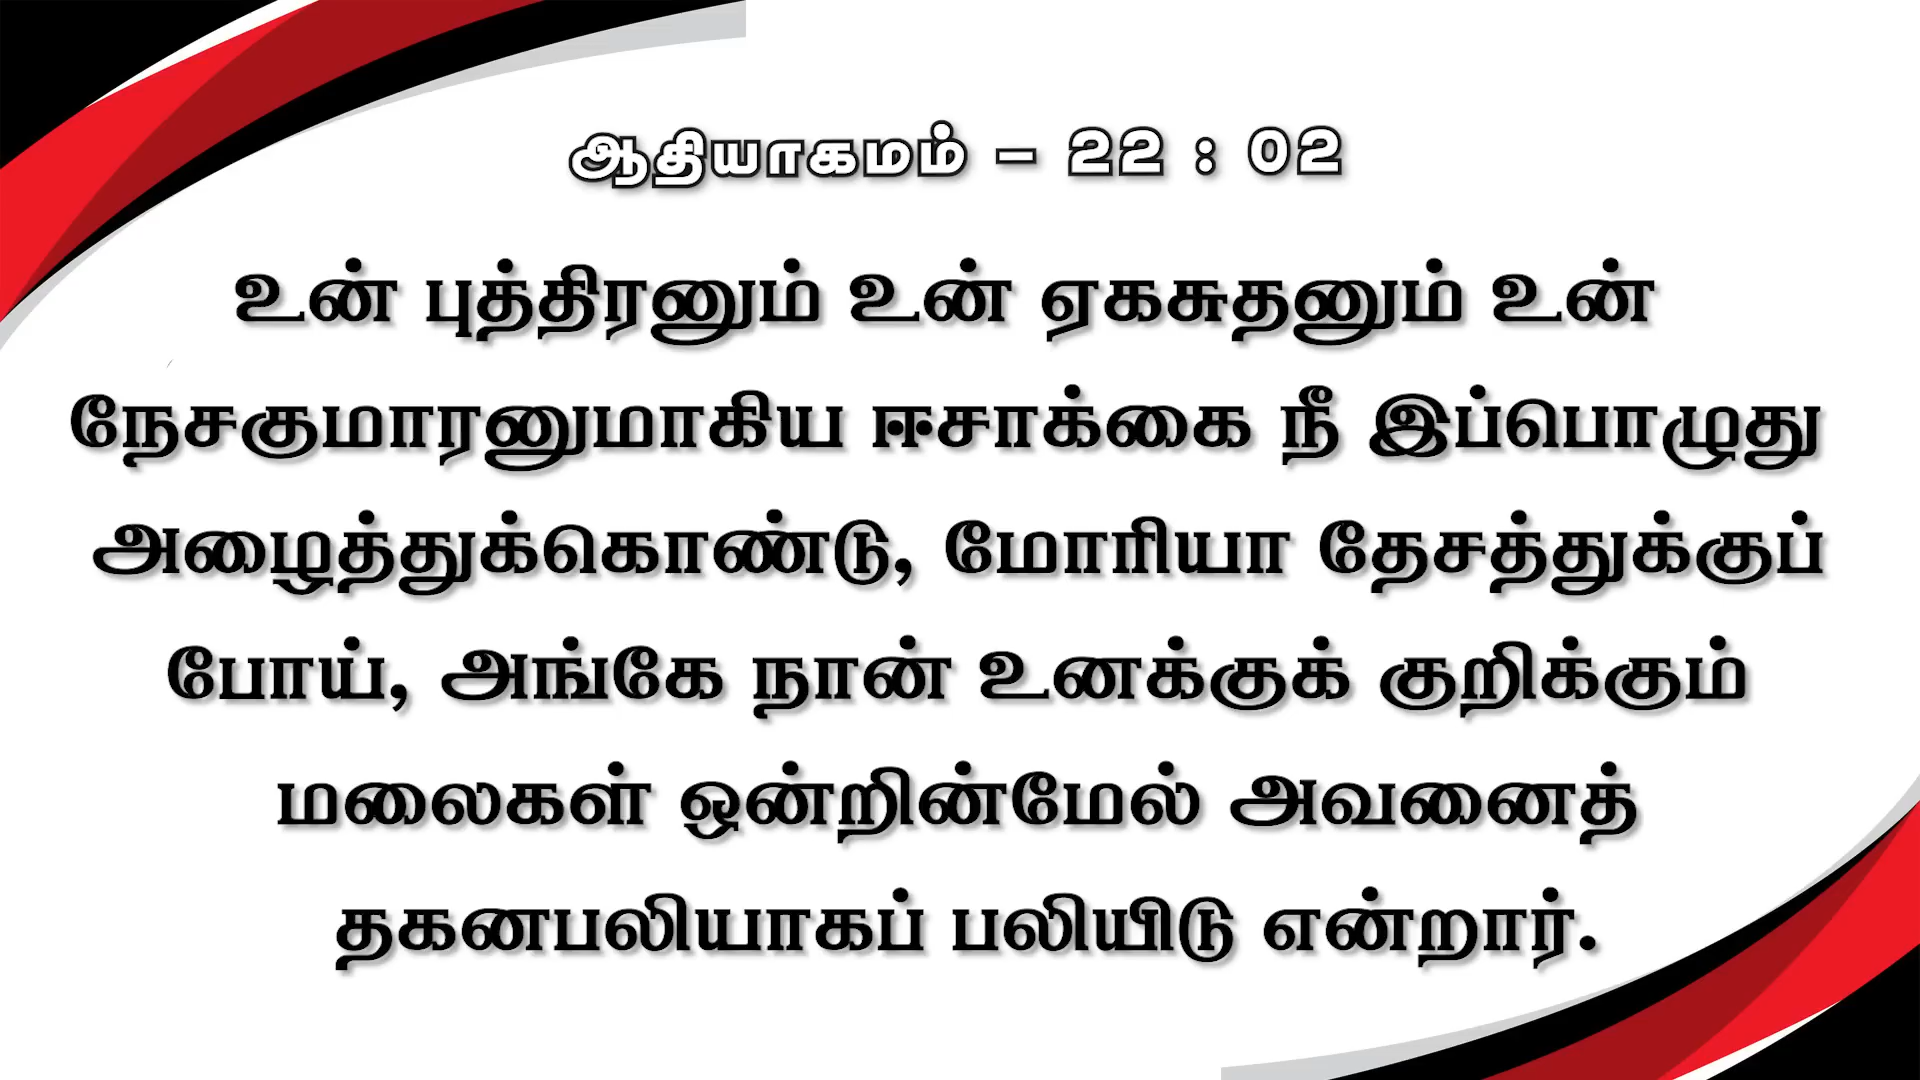 ஆதியாகமம் – 22 : 02
உன் புத்திரனும் உன் ஏகசுதனும் உன்
நேசகுமாரனுமாகிய ஈசாக்கை நீ இப்பொழுது
அழைத்துக்கொண்டு, மோரியா தேசத்துக்குப்
போய், அங்கே நான் உனக்குக் குறிக்கும்
மலைகள் ஒன்றின்மேல் அவனைத்
தகனபலியாகப் பலியிடு என்றார்.